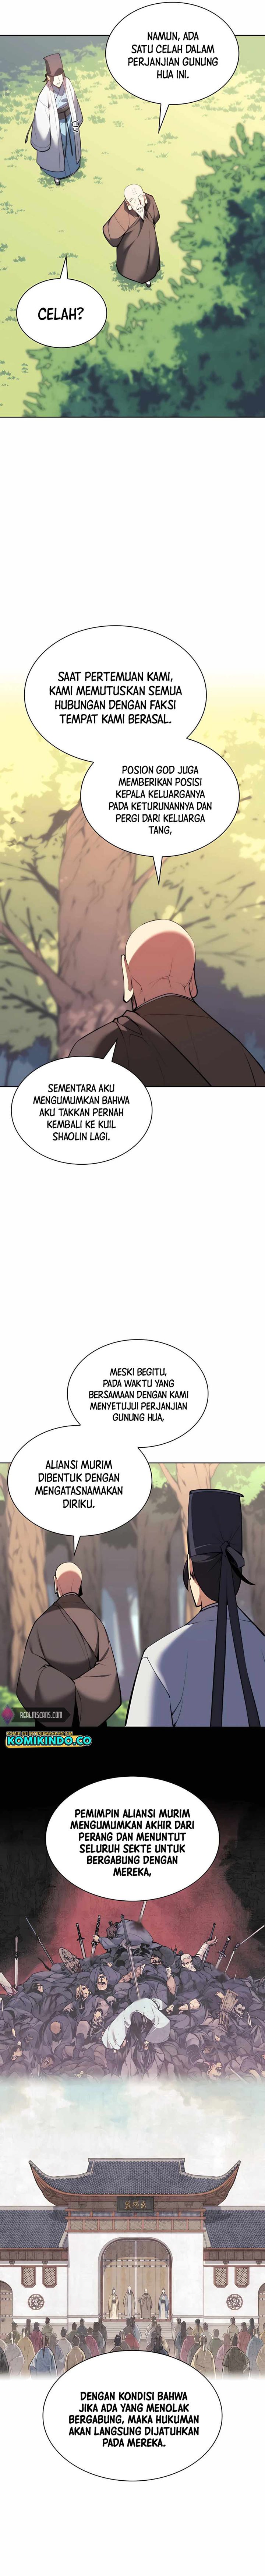 NAMUN, ADA
SATU CELAH DALAM
PERJANJIAN GUNUNG
HUA INI.
CELAH?
SAAT PERTEMUAN KAMI,
KAMI MEMUTUSKAN SEMUA
HUBUNGAN DENGAN FAKSI
TEMPAT KAMI BERASAL.
POSION GOD JUGA
MEMBERIKAN POSISI
KEPALA KELUARGANYA
PADA KETURUNANNYA DAN
PERGI DARI KELUARGA
TANG,
SEMENTARA AKU
MENGUMUMKAN BAHWA
AKU TAKKAN PERNAH
KEMBALI KE KUIL
SHAOLIN LAGI.
MESKI BEGITU,
PADA WAKTU YANG
BERSAMAAN DENGAN KAMI
MENYETUJUI PERJANJIAN
GUNUNG HUA,
ALIANSI MURIM
DIBENTUK DENGAN
MENGATASNAMAKAN
DIRIKU.
REALMSCANS.COM
KOMIKINDO.CO
PEMIMPIN ALIANSI MURIM
MENGUMUMKAN AKHIR DARI
PERANG DAN MENUNTUT
SELURUH SEKTE UNTUK
BERGABUNG DENGAN
MEREKA,
DENGAN KONDISI BAHWA
JIKA ADA YANG MENOLAK
BERGABUNG, MAKA HUKUMAN
AKAN LANGSUNG DIJATUHKAN
PADA MEREKA.